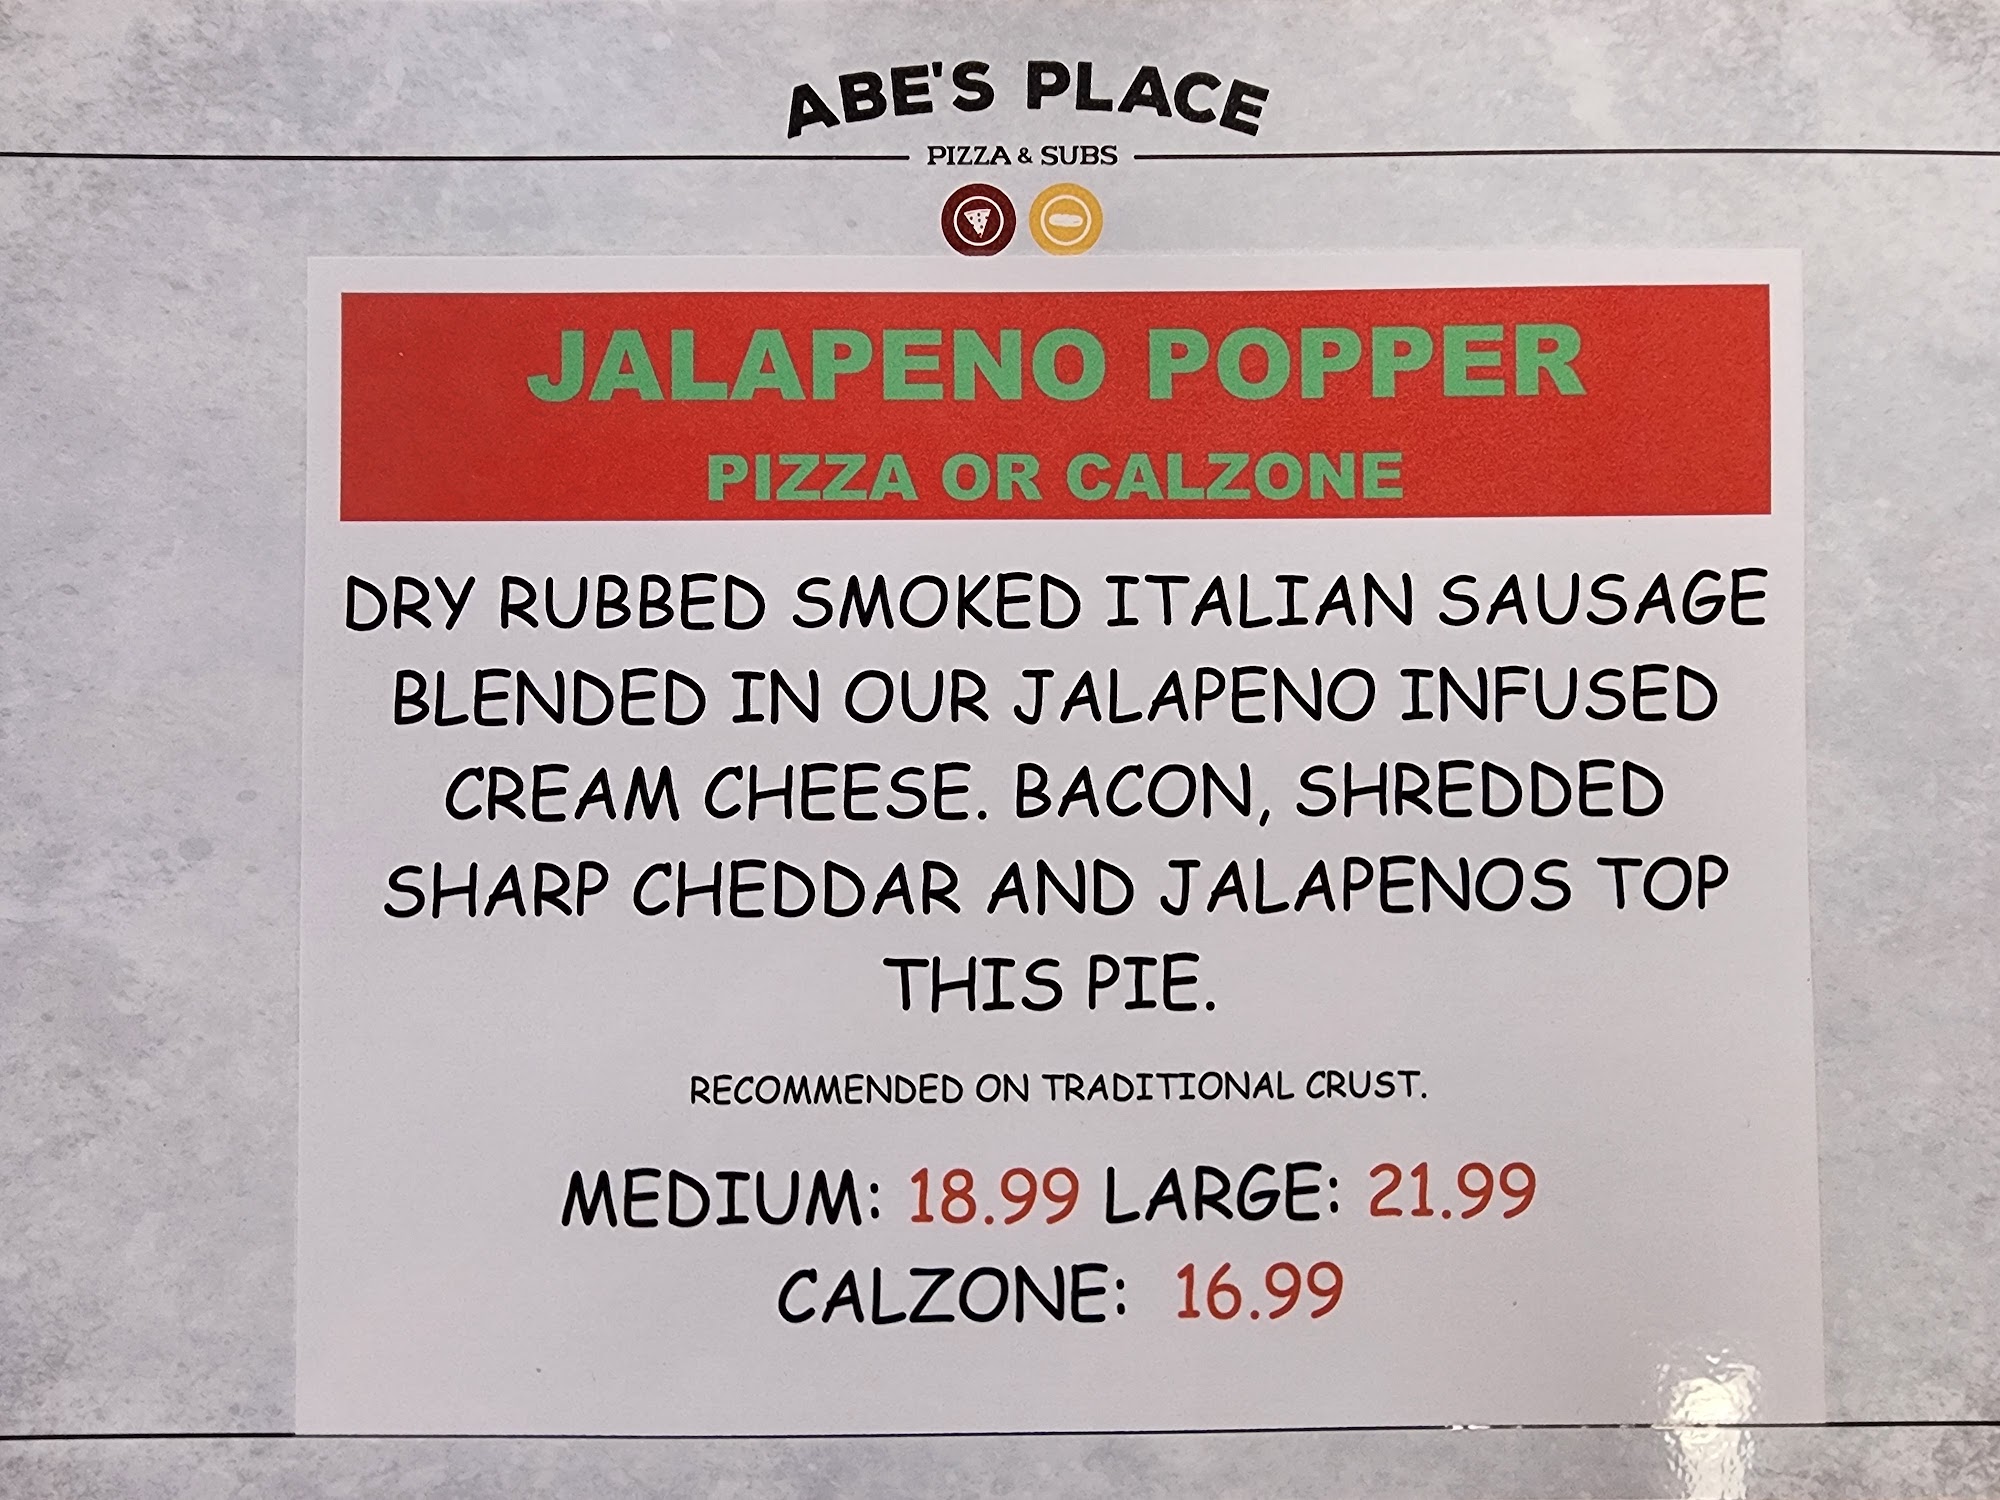 ABE'S PLACE
PIZZA & SUBS
JALAPENO POPPER
PIZZA OR CALZONE
DRY RUBBED SMOKED ITALIAN SAUSAGE
BLENDED IN OUR JALAPENO INFUSED
CREAM CHEESE. BACON, SHREDDED
SHARP CHEDDAR AND JALAPENOS TOP
THIS PIE.
RECOMMENDED ON TRADITIONAL CRUST.
MEDIUM: 18.99 LARGE: 21.99
CALZONE: 16.99